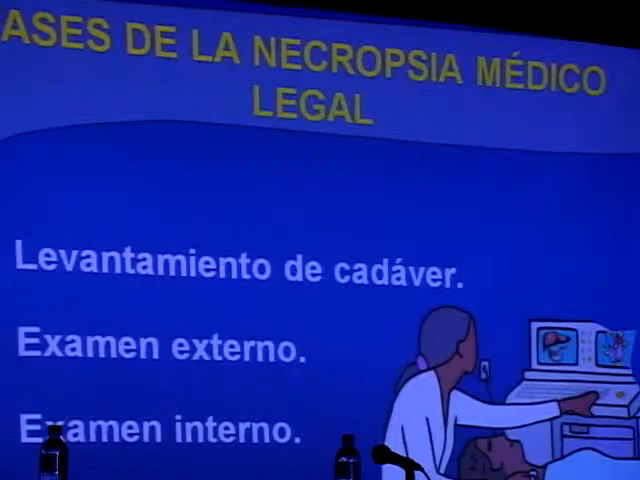 ASES DE LA NECROPSIA MÉDICO
LEGAL
Levantamiento de cadáver.
Examen externo.
Examen interno.